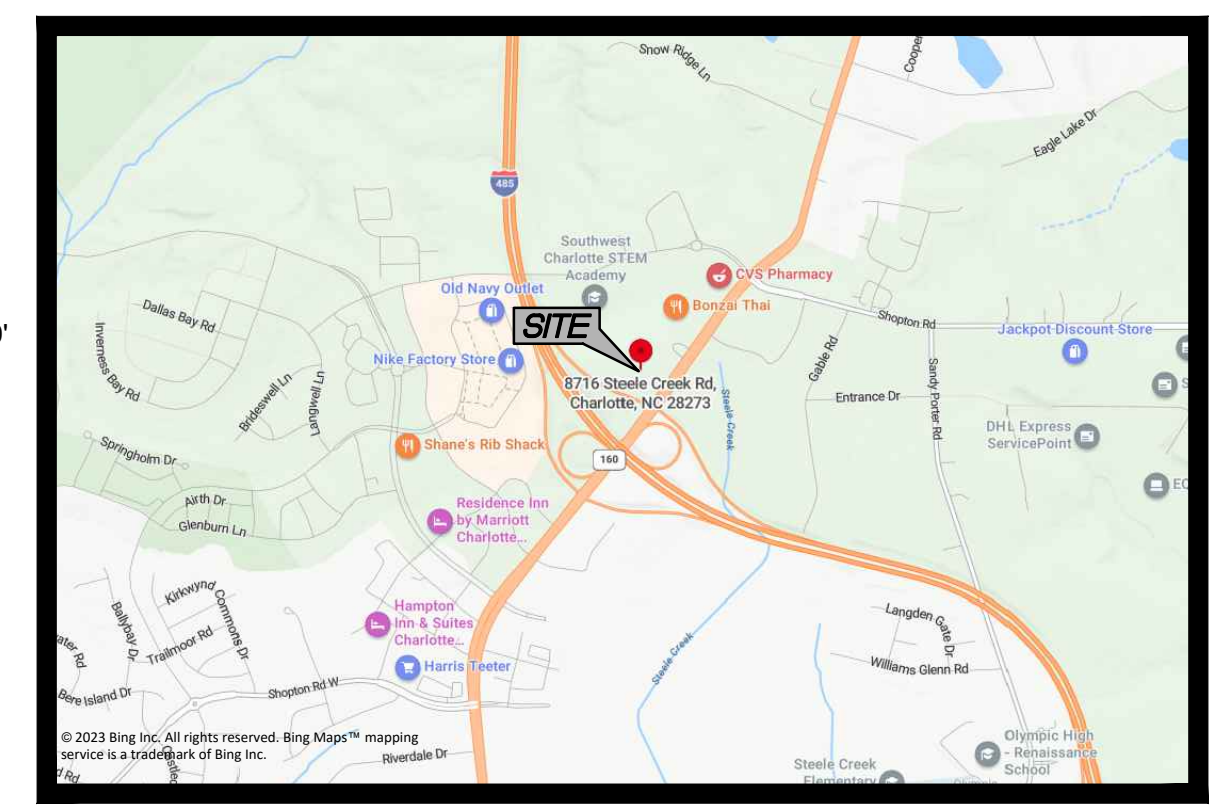 Snow Ridge Ln
Cooper
Eagle Lake Dr
485
Southwest
Charlotte STEM
Academy
CVS Pharmacy
Old Navy Outlet
Bonzai Thai
Dallas Bay Rd
SITE
Shopton Rd
Jackpot Discount Store
Inverness Bay Rd
Nike Factory Store
Gable Rd
Sandy Porter Rd
S
8716 Steele Creek Rd,
Charlotte, NC 28273
Brideswell Ln
Langwell Ln
Steele Creek
Entrance Dr
DHL Express
ServicePoint
Shane's Rib Shack
160
Springholm Dr
Airth Dr
Glenburn Ln
EC
Residence Inn
by Marriott
Charlotte...
Kirkwynd
Commons Dr
Ballybay Dr
Trailmoor Rd
Hampton
Inn & Suites
Charlotte...
Harris Teeter
Langden Gate Dr
Williams Glenn Rd
Steele Creek
ater Rd
Bere Island Dr
Shopton Rd W
© 2023 Bing Inc. All rights reserved. Bing Maps™ mapping
service is a trademark of Bing Inc.
Riverdale Dr
Olympic High
- Renaissance
School
Steele Creek
Elementary
d Rd